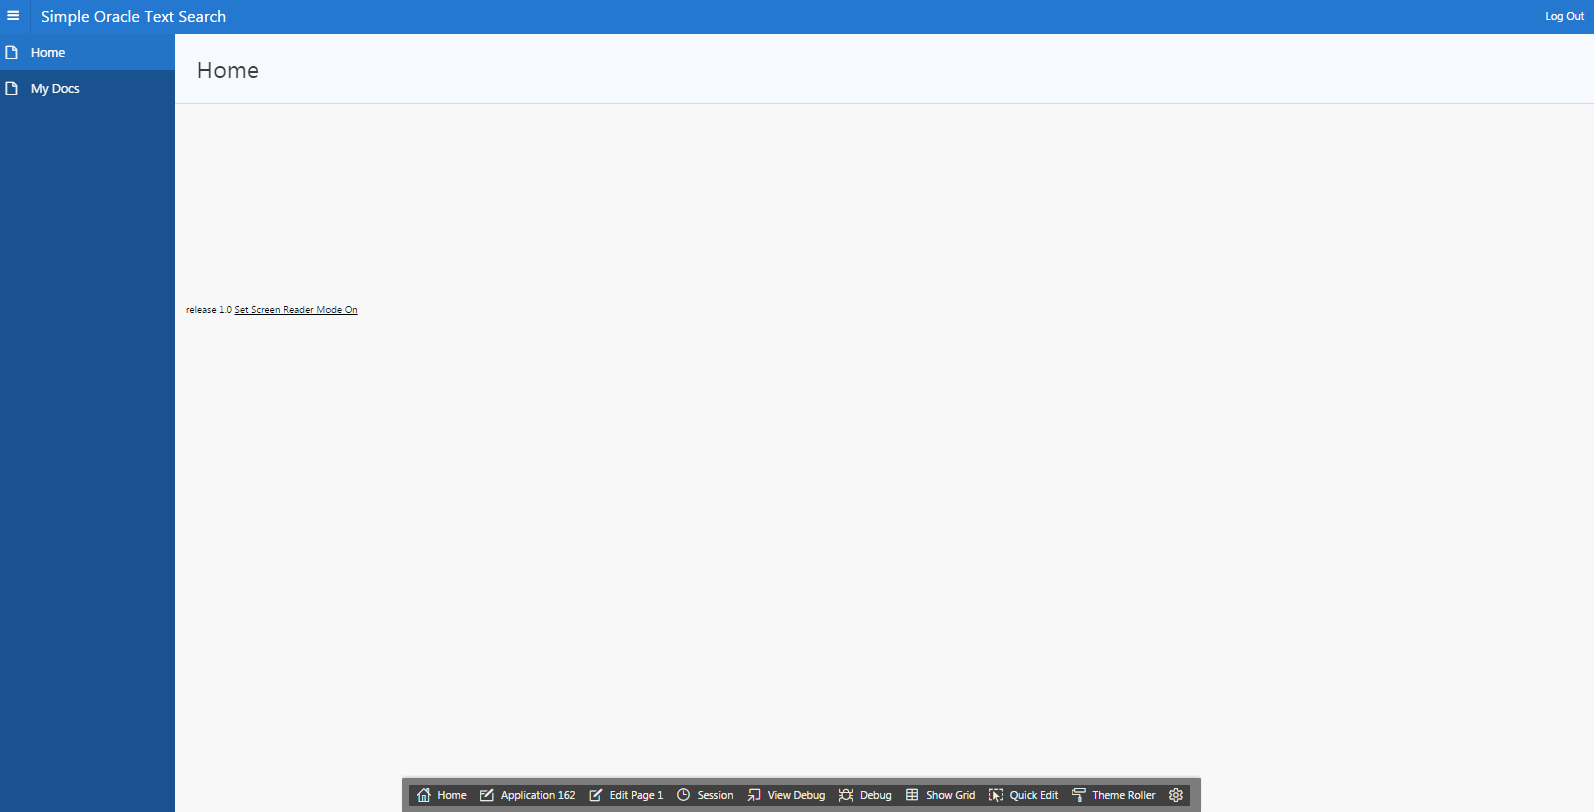 Simple Oracle Text Search
Log Out
Home
My Docs
Home
release 1.0 Set Screen Reader Mode On
Home Application 162 Edit Page 1 Session View Debug Debug Show Grid Quick Edit Theme Roller